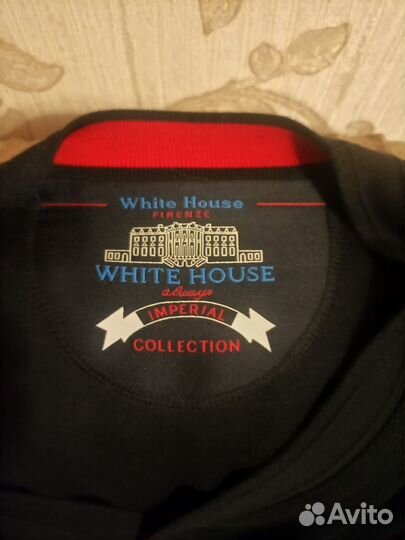 White House
FIRENZE
WHITE HOUSE
always
IMPERIAL
COLLECTION
Avito